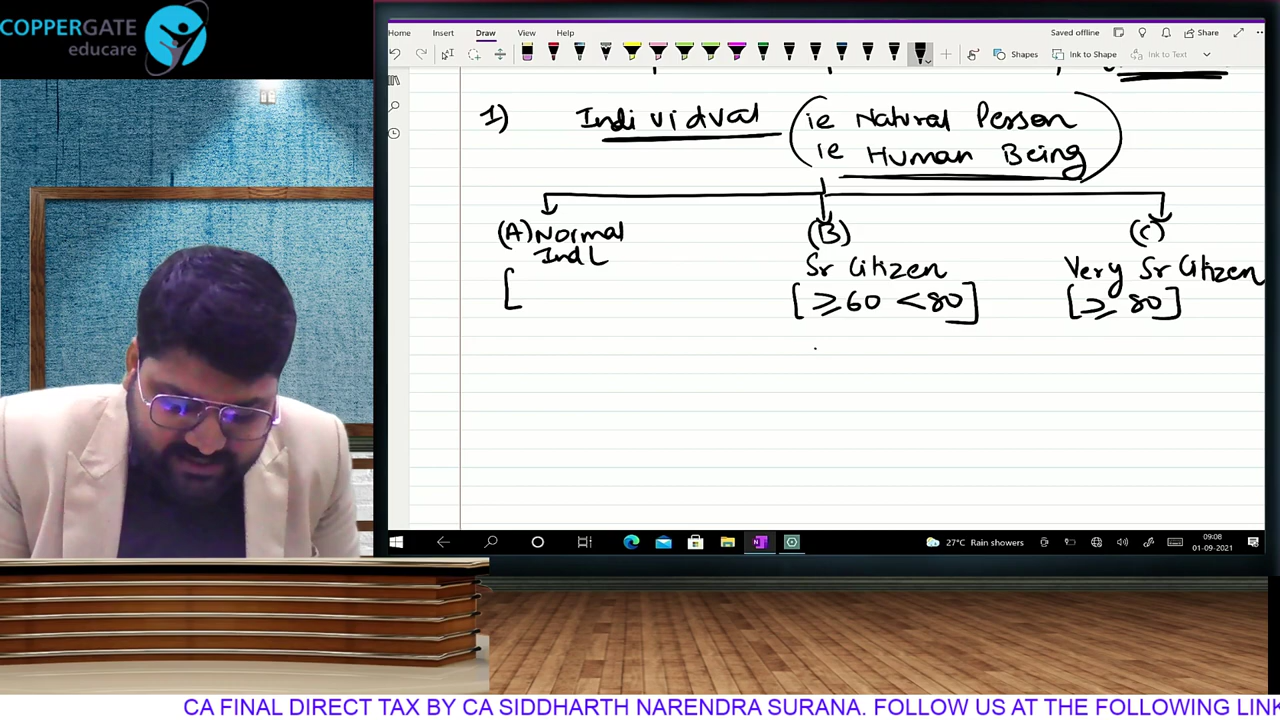 COPPERGATE
educare
Home Insert Draw View Help
Saved offline
Share
Shapes
Ink to Shape
Ink to Text
1) Individual (ie Natural Person
ie Human Being)
(A) Normal
Indl
[
(B)
Sr Citizen
[≥60 <80]
(C)
Very Sr Citizen
[≥ 80]
27°C Rain showers
09:08
01-09-2021
CA FINAL DIRECT TAX BY CA SIDDHARTH NARENDRA SURANA. FOLLOW US AT THE FOLLOWING LINK